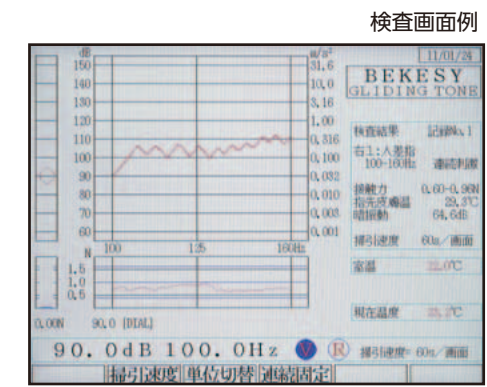 検査画面例
11/01/24
BEKESY
GLIDING TONE
dB
150
140
130
120
110
100
90
80
70
60
m/s²
31.6
10.0
3.16
1.00
0.316
0.100
0.032
0.010
0.003
0.001
100 125 160Hz
検査結果 記録No.1
右1:人差指
100-160Hz 連続刺激
接触力 0.60-0.96N
指先皮膚温 29.3℃
暗振動 64.6dB
掃引速度 60s/画面
N
1.5
1.0
0.5
室温
現在温度
0.00N 90.0 [DIAL]
90.0dB 100.0Hz V R 掃引速度= 60s/画面
掃引速度 単位切替 連続固定